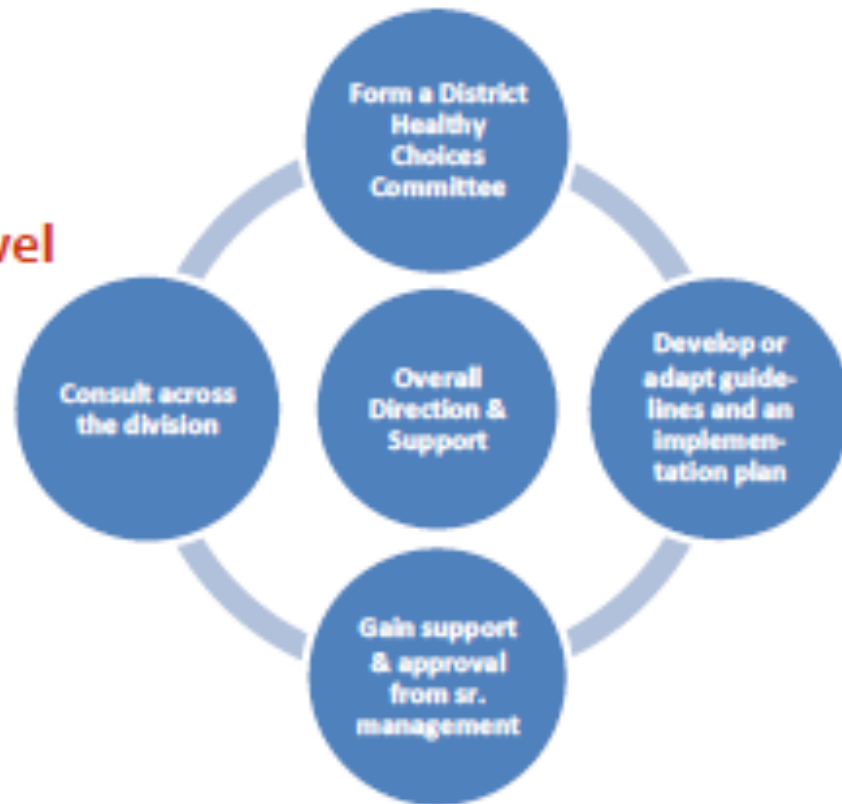 Form a District
Healthy
Choices
Committee
vel
Consult across
the division
Overall
Direction &
Support
Develop or
adapt guide-
lines and an
implemen-
tation plan
Gain support
& approval
from sr.
management